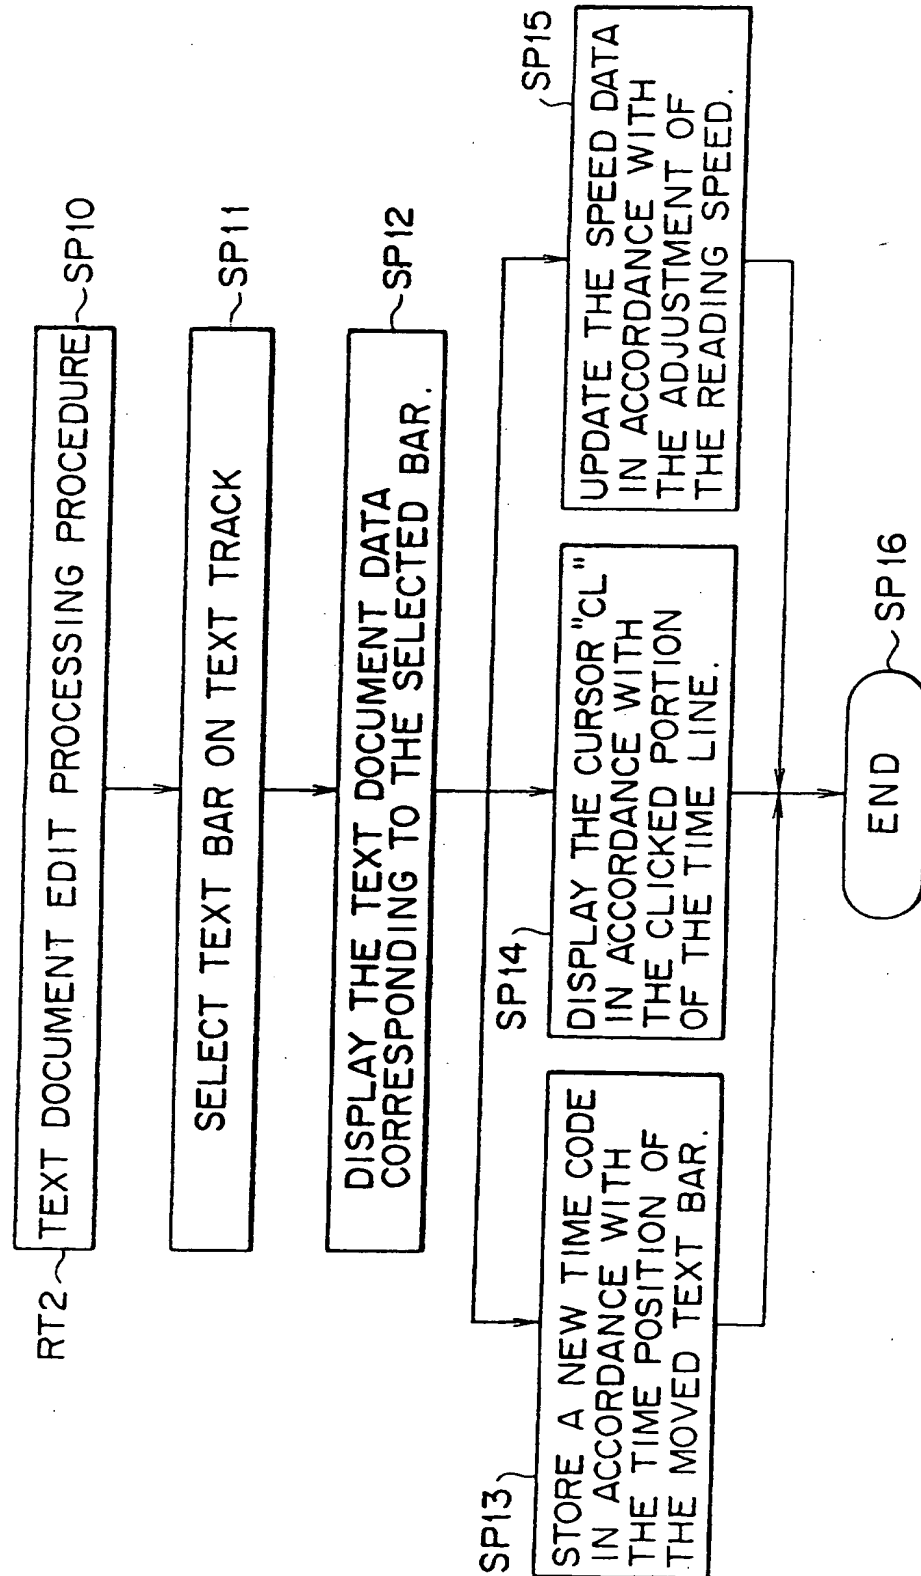 RT2 TEXT DOCUMENT EDIT PROCESSING PROCEDURE SP10
SELECT TEXT BAR ON TEXT TRACK SP11
DISPLAY THE TEXT DOCUMENT DATA
CORRESPONDING TO THE SELECTED BAR.
SP12
SP13
STORE A NEW TIME CODE
IN ACCORDANCE WITH
THE TIME POSITION OF
THE MOVED TEXT BAR.
SP14
DISPLAY THE CURSOR "CL"
IN ACCORDANCE WITH
THE CLICKED PORTION
OF THE TIME LINE.
SP15
UPDATE THE SPEED DATA
IN ACCORDANCE WITH
THE ADJUSTMENT OF
THE READING SPEED.
END SP16